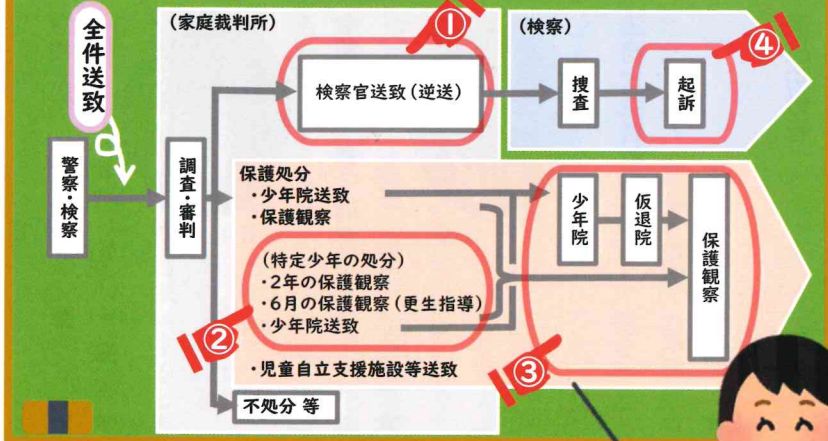 全件送致
警察・検察
調査・審判
(家庭裁判所)
①
検察官送致(逆送)
(検察)
捜査
④
起訴
保護処分
・少年院送致
・保護観察
(特定少年の処分)
・2年の保護観察
・6月の保護観察(更生指導)
・少年院送致
②
・児童自立支援施設等送致
少年院
仮退院
保護観察
③
不処分 等